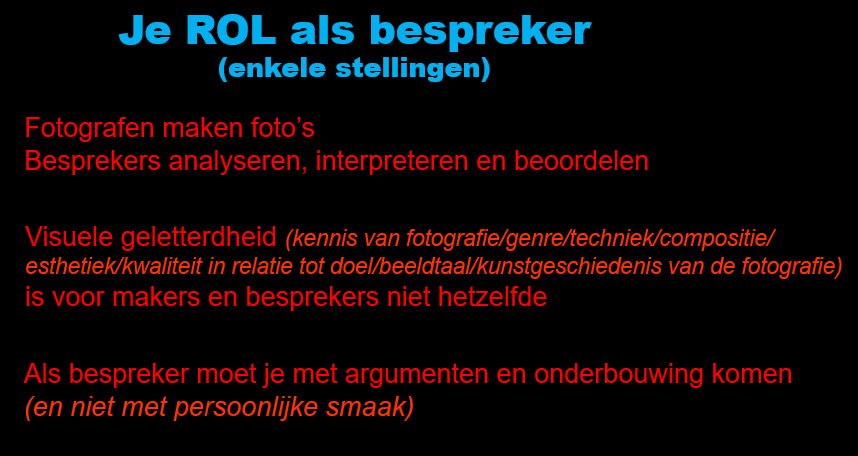 Je ROL als bespreker
(enkele stellingen)
Fotografen maken foto’s
Besprekers analyseren, interpreteren en beoordelen
Visuele geletterdheid (kennis van fotografie/genre/techniek/compositie/
esthetiek/kwaliteit in relatie tot doel/beeldtaal/kunstgeschiedenis van de fotografie)
is voor makers en besprekers niet hetzelfde
Als bespreker moet je met argumenten en onderbouwing komen
(en niet met persoonlijke smaak)